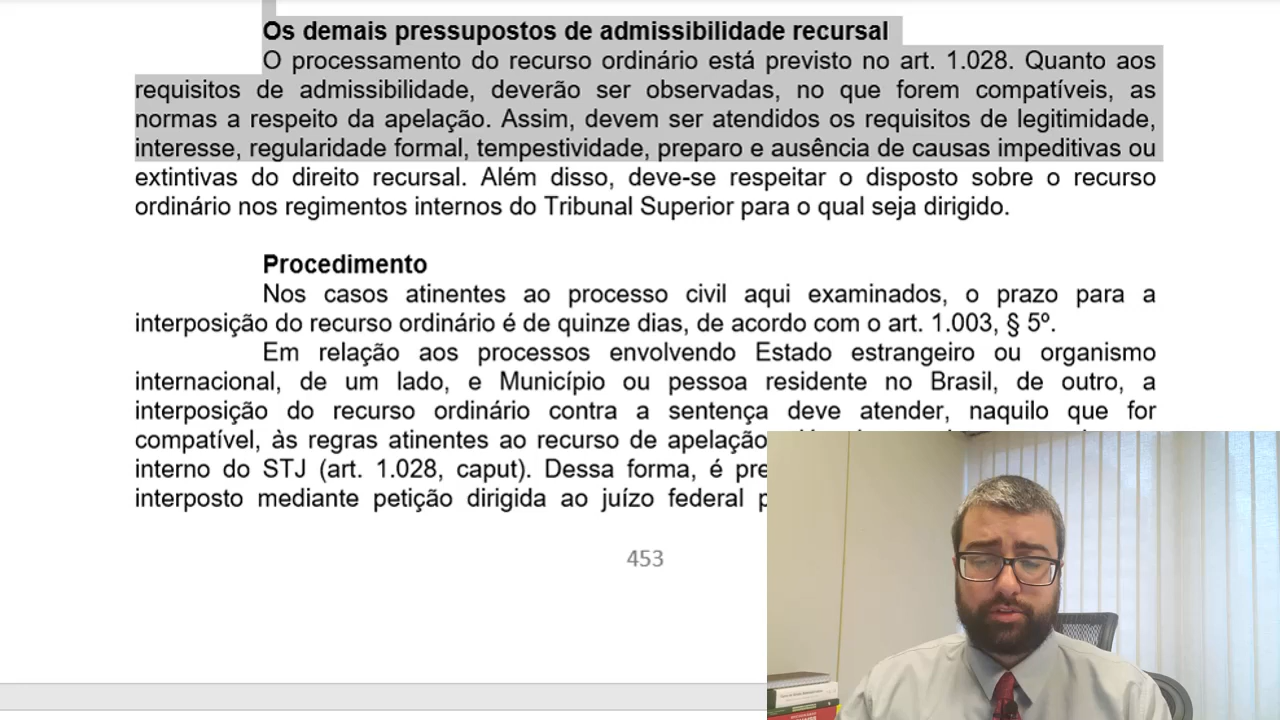 Os demais pressupostos de admissibilidade recursal
O processamento do recurso ordinário está previsto no art. 1.028. Quanto aos
requisitos de admissibilidade, deverão ser observadas, no que forem compatíveis, as
normas a respeito da apelação. Assim, devem ser atendidos os requisitos de legitimidade,
interesse, regularidade formal, tempestividade, preparo e ausência de causas impeditivas ou
extintivas do direito recursal. Além disso, deve-se respeitar o disposto sobre o recurso
ordinário nos regimentos internos do Tribunal Superior para o qual seja dirigido.
Procedimento
Nos casos atinentes ao processo civil aqui examinados, o prazo para a
interposição do recurso ordinário é de quinze dias, de acordo com o art. 1.003, § 5º.
Em relação aos processos envolvendo Estado estrangeiro ou organismo
internacional, de um lado, e Município ou pessoa residente no Brasil, de outro, a
interposição do recurso ordinário contra a sentença deve atender, naquilo que for
compatível, às regras atinentes ao recurso de apelação
interno do STJ (art. 1.028, caput). Dessa forma, é pre
interposto mediante petição dirigida ao juízo federal p
453